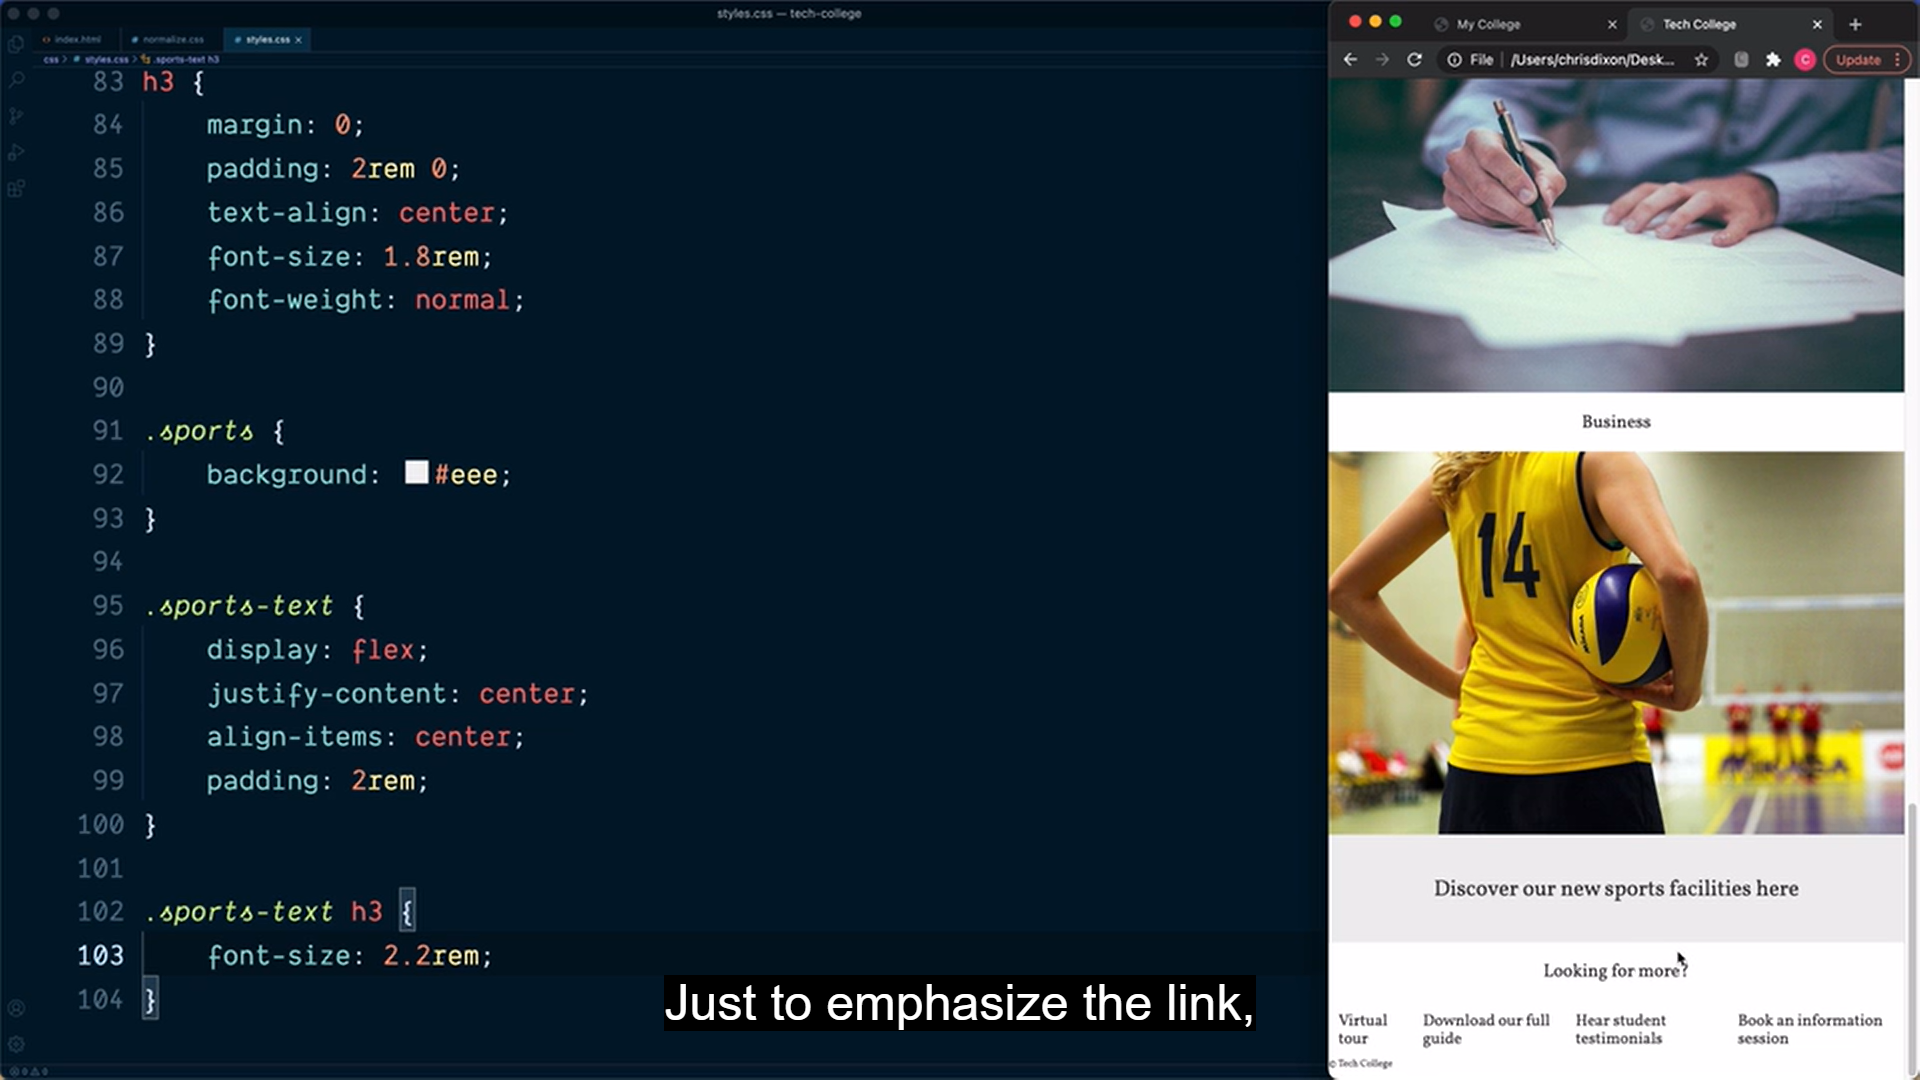 styles.css — tech-college
index.html
normalize.css
styles.css
css > styles.css > .sports-text h3
83 h3 {
84 margin: 0;
85 padding: 2rem 0;
86 text-align: center;
87 font-size: 1.8rem;
88 font-weight: normal;
89 }
90
91 .sports {
92 background: #eee;
93 }
94
95 .sports-text {
96 display: flex;
97 justify-content: center;
98 align-items: center;
99 padding: 2rem;
100 }
101
102 .sports-text h3 {
103 font-size: 2.2rem;
104 }
0 0
My College
Tech College
File /Users/chrisdixon/Desk...
C
Update
Business
14
MIKASA
MIKASA
Discover our new sports facilities here
Looking for more?
Virtual tour
Download our full guide
Hear student testimonials
Book an information session
© Tech College
Just to emphasize the link,